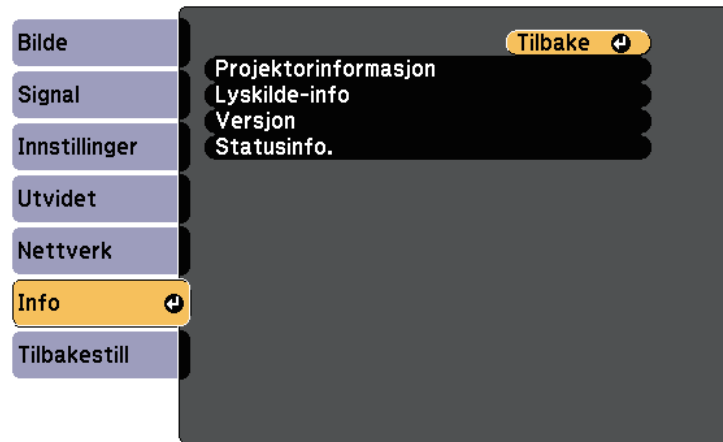 Bilde
Signal
Innstillinger
Utvidet
Nettverk
Info
Tilbakestill
Tilbake
Projektorinformasjon
Lyskilde-info
Versjon
Statusinfo.